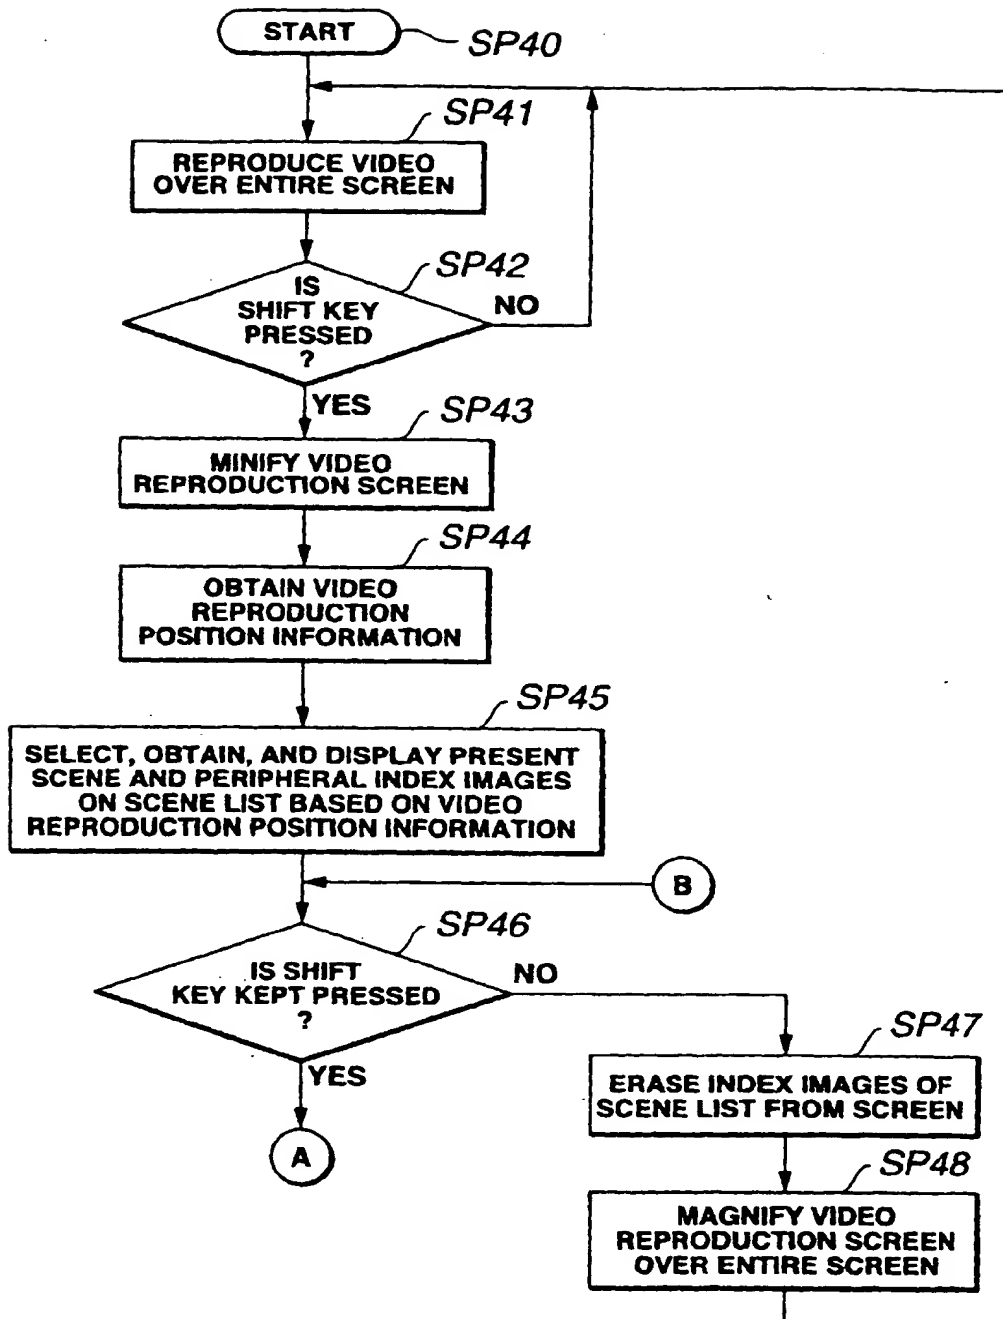 START
SP40
SP41
REPRODUCE VIDEO
OVER ENTIRE SCREEN
SP42
IS
SHIFT KEY
PRESSED
?
NO
YES
SP43
MINIFY VIDEO
REPRODUCTION SCREEN
SP44
OBTAIN VIDEO
REPRODUCTION
POSITION INFORMATION
SP45
SELECT, OBTAIN, AND DISPLAY PRESENT
SCENE AND PERIPHERAL INDEX IMAGES
ON SCENE LIST BASED ON VIDEO
REPRODUCTION POSITION INFORMATION
B
SP46
IS SHIFT
KEY KEPT PRESSED
?
NO
YES
A
SP47
ERASE INDEX IMAGES OF
SCENE LIST FROM SCREEN
SP48
MAGNIFY VIDEO
REPRODUCTION SCREEN
OVER ENTIRE SCREEN